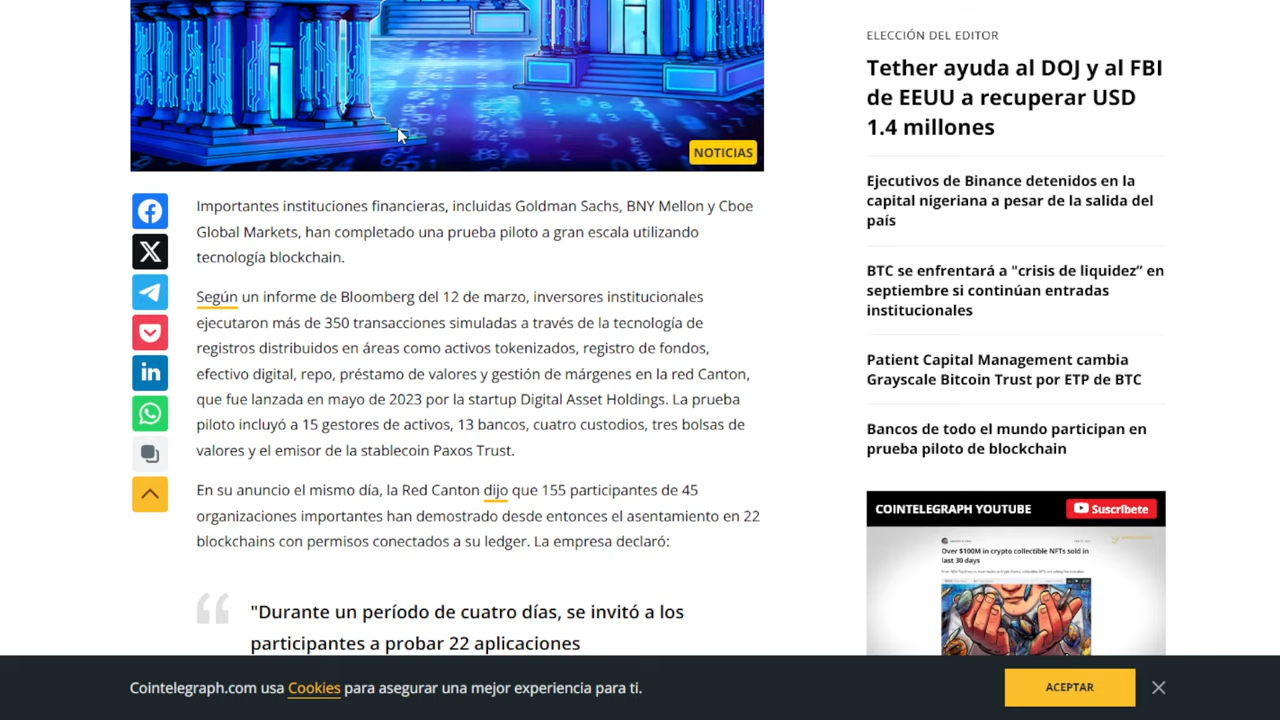 NOTICIAS
Importantes instituciones financieras, incluidas Goldman Sachs, BNY Mellon y Cboe
Global Markets, han completado una prueba piloto a gran escala utilizando
tecnología blockchain.
Según un informe de Bloomberg del 12 de marzo, inversores institucionales
ejecutaron más de 350 transacciones simuladas a través de la tecnología de
registros distribuidos en áreas como activos tokenizados, registro de fondos,
efectivo digital, repo, préstamo de valores y gestión de márgenes en la red Canton,
que fue lanzada en mayo de 2023 por la startup Digital Asset Holdings. La prueba
piloto incluyó a 15 gestores de activos, 13 bancos, cuatro custodios, tres bolsas de
valores y el emisor de la stablecoin Paxos Trust.
En su anuncio el mismo día, la Red Canton dijo que 155 participantes de 45
organizaciones importantes han demostrado desde entonces el asentamiento en 22
blockchains con permisos conectados a su ledger. La empresa declaró:
"Durante un período de cuatro días, se invitó a los
participantes a probar 22 aplicaciones
ELECCIÓN DEL EDITOR
Tether ayuda al DOJ y al FBI
de EEUU a recuperar USD
1.4 millones
Ejecutivos de Binance detenidos en la
capital nigeriana a pesar de la salida del
país
BTC se enfrentará a "crisis de liquidez” en
septiembre si continúan entradas
institucionales
Patient Capital Management cambia
Grayscale Bitcoin Trust por ETP de BTC
Bancos de todo el mundo participan en
prueba piloto de blockchain
COINTELEGRAPH YOUTUBE
Suscríbete
Over $100M in crypto collectible NFTs sold in
last 30 days
Cointelegraph.com usa Cookies para asegurar una mejor experiencia para ti.
ACEPTAR